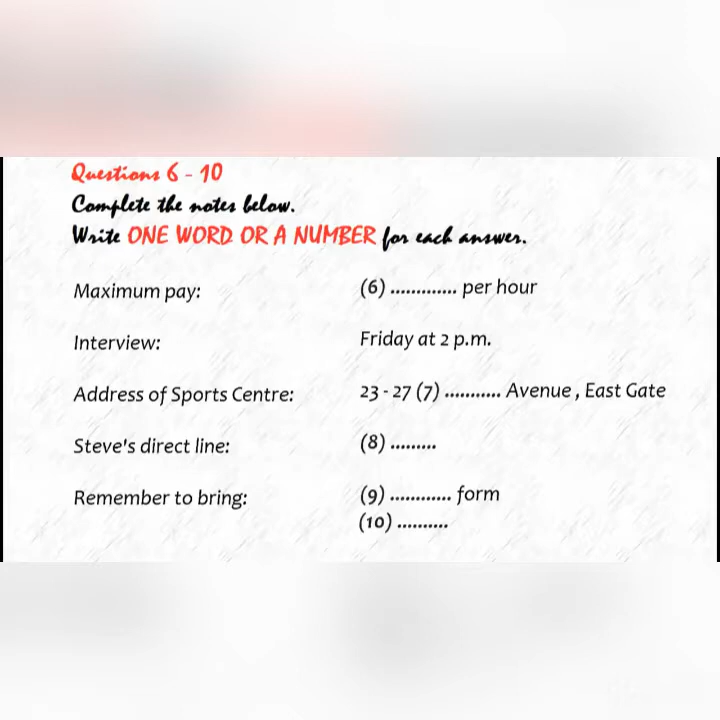 Questions 6 - 10
Complete the notes below.
Write ONE WORD OR A NUMBER for each answer.
Maximum pay: (6) ............. per hour
Interview: Friday at 2 p.m.
Address of Sports Centre: 23 - 27 (7) ........... Avenue , East Gate
Steve's direct line: (8) .........
Remember to bring: (9) ............ form
(10) ..........